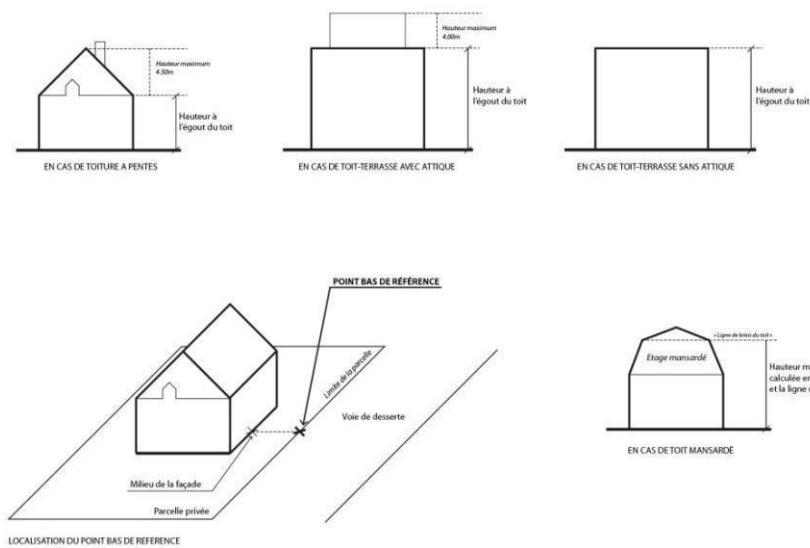 Hauteur maximum
4.50m
Hauteur à
l'égout du toit
EN CAS DE TOITURE A PENTES
Hauteur maximum
4.00m
Hauteur à
l'égout du toit
EN CAS DE TOIT-TERRASSE AVEC ATTIQUE
Hauteur à
l'égout du toit
EN CAS DE TOIT-TERRASSE SANS ATTIQUE
POINT BAS DE RÉFÉRENCE
Limite de la parcelle
Voie de desserte
Milieu de la façade
Parcelle privée
LOCALISATION DU POINT BAS DE REFERENCE
« Ligne de brisis du toit »
Etage mansardé
Hauteur m
calculée en
et la ligne
EN CAS DE TOIT MANSARDÉ